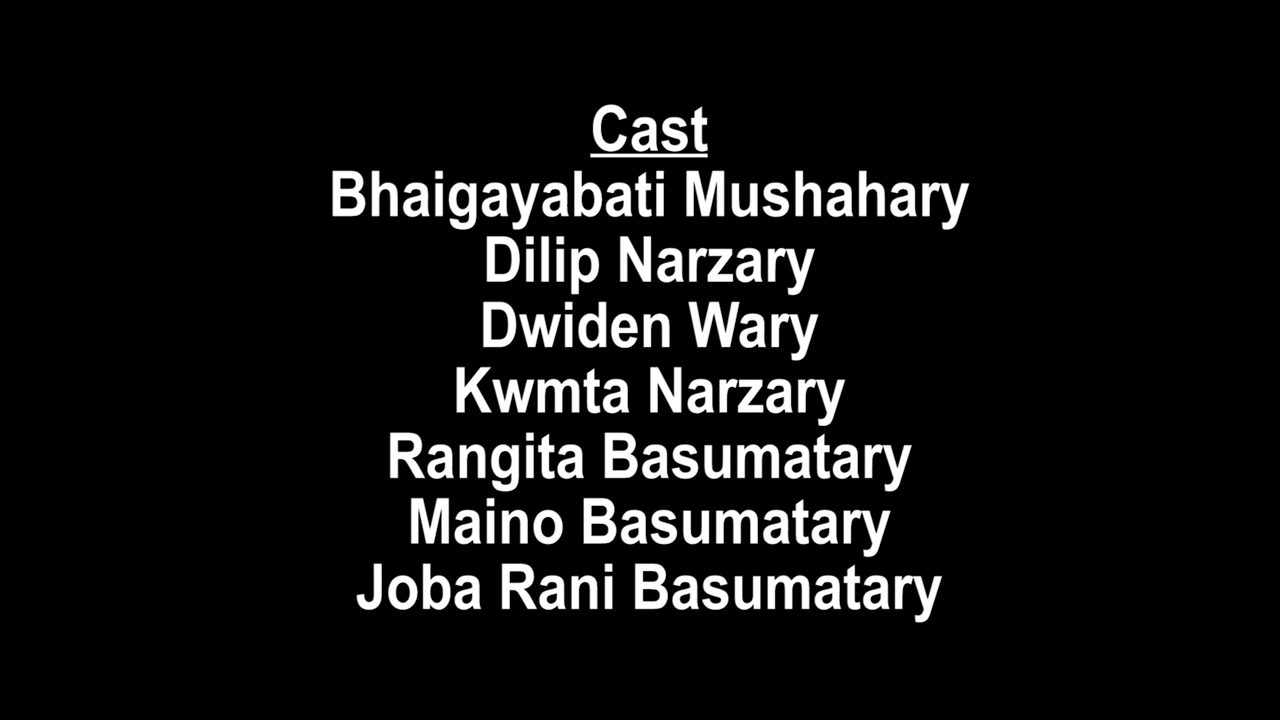 Cast
Bhaigayabati Mushahary
Dilip Narzary
Dwiden Wary
Kwmta Narzary
Rangita Basumatary
Maino Basumatary
Joba Rani Basumatary